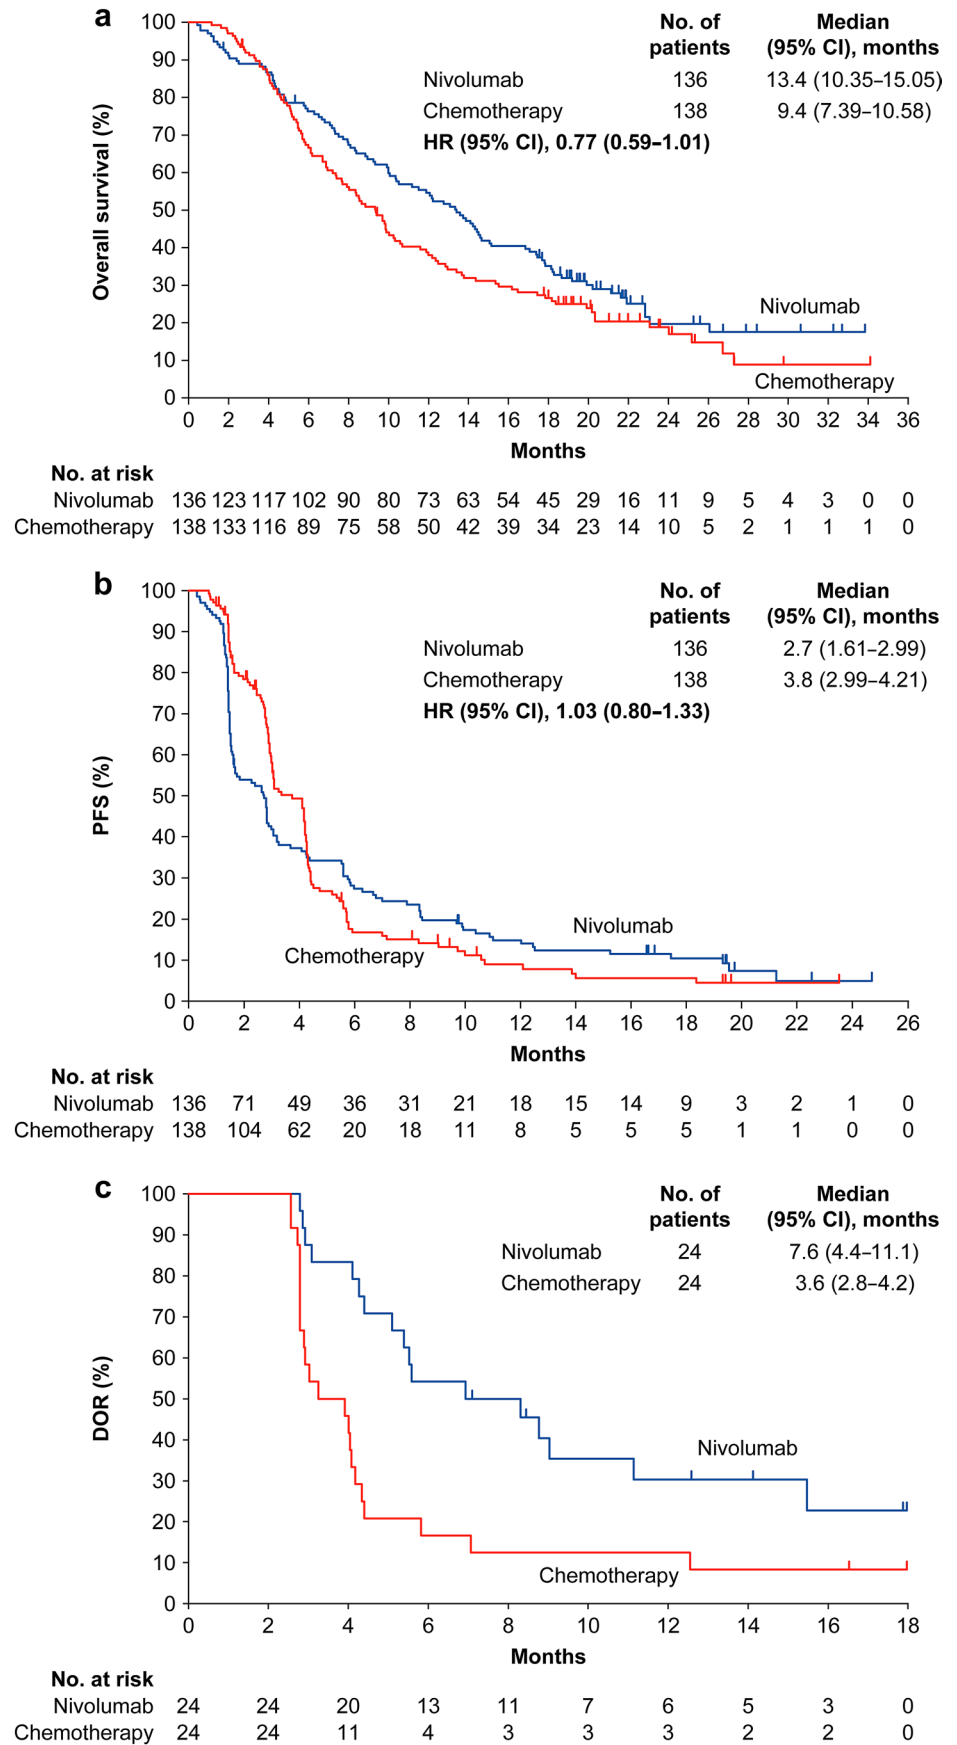 a
No. of patients
Median (95% CI), months
Nivolumab 136 13.4 (10.35–15.05)
Chemotherapy 138 9.4 (7.39–10.58)
HR (95% CI), 0.77 (0.59–1.01)
Overall survival (%)
100
90
80
70
60
50
40
30
20
10
0
Nivolumab
Chemotherapy
0 2 4 6 8 10 12 14 16 18 20 22 24 26 28 30 32 34 36
Months
No. at risk
Nivolumab 136 123 117 102 90 80 73 63 54 45 29 16 11 9 5 4 3 0 0
Chemotherapy 138 133 116 89 75 58 50 42 39 34 23 14 10 5 2 1 1 1 0
b
No. of patients
Median (95% CI), months
Nivolumab 136 2.7 (1.61–2.99)
Chemotherapy 138 3.8 (2.99–4.21)
HR (95% CI), 1.03 (0.80–1.33)
PFS (%)
100
90
80
70
60
50
40
30
20
10
0
Nivolumab
Chemotherapy
0 2 4 6 8 10 12 14 16 18 20 22 24 26
Months
No. at risk
Nivolumab 136 71 49 36 31 21 18 15 14 9 3 2 1 0
Chemotherapy 138 104 62 20 18 11 8 5 5 5 1 1 0 0
c
No. of patients
Median (95% CI), months
Nivolumab 24 7.6 (4.4–11.1)
Chemotherapy 24 3.6 (2.8–4.2)
DOR (%)
100
90
80
70
60
50
40
30
20
10
0
Nivolumab
Chemotherapy
0 2 4 6 8 10 12 14 16 18
Months
No. at risk
Nivolumab 24 24 20 13 11 7 6 5 3 0
Chemotherapy 24 24 11 4 3 3 3 2 2 0